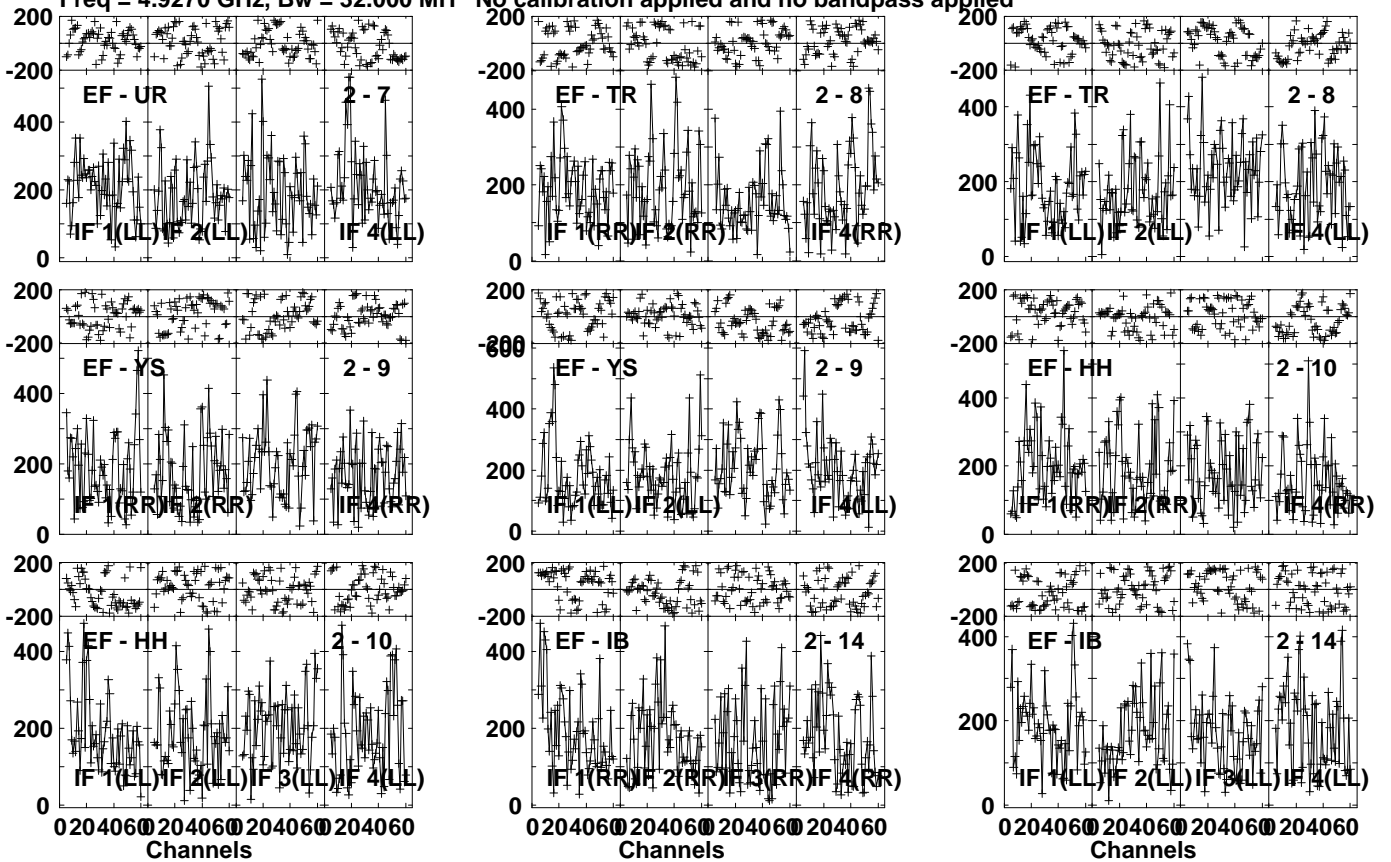 Freq = 4.9270 GHz, Bw = 32.000 MH No calibration applied and no bandpass applied
200
-200
EF - UR 2 - 7
400
200
0
IF 1(LL) IF 2(LL) IF 4(LL)
200
-200
EF - TR 2 - 8
400
200
0
IF 1(RR) IF 2(RR) IF 4(RR)
200
-200
EF - TR 2 - 8
400
200
0
IF 1(LL) IF 2(LL) IF 4(LL)
200
-200
EF - YS 2 - 9
400
200
0
IF 1(RR) IF 2(RR) IF 4(RR)
200
-200
600
EF - YS 2 - 9
400
200
0
IF 1(LL) IF 2(LL) IF 4(LL)
200
-200
EF - HH 2 - 10
400
200
0
IF 1(RR) IF 2(RR) IF 4(RR)
200
-200
EF - HH 2 - 10
400
200
0
IF 1(LL) IF 2(LL) IF 3(LL) IF 4(LL)
0 20 40 60 0 20 40 60 0 20 40 60 0 20 40 60
Channels
200
-200
EF - IB 2 - 14
400
200
0
IF 1(RR) IF 2(RR) IF 3(RR) IF 4(RR)
0 20 40 60 0 20 40 60 0 20 40 60 0 20 40 60
Channels
200
-200
EF - IB 2 - 14
400
200
0
IF 1(LL) IF 2(LL) IF 3(LL) IF 4(LL)
0 20 40 60 0 20 40 60 0 20 40 60 0 20 40 60
Channels